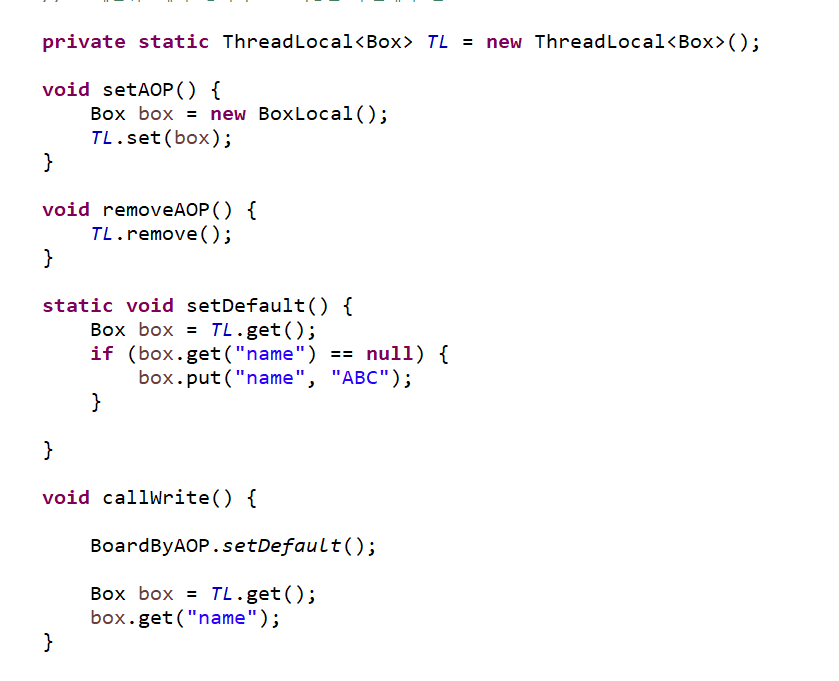 private static ThreadLocal<Box> TL = new ThreadLocal<Box>();
void setAOP() {
Box box = new BoxLocal();
TL.set(box);
}
void removeAOP() {
TL.remove();
}
static void setDefault() {
Box box = TL.get();
if (box.get("name") == null) {
box.put("name", "ABC");
}
}
void callWrite() {
BoardByAOP.setDefault();
Box box = TL.get();
box.get("name");
}